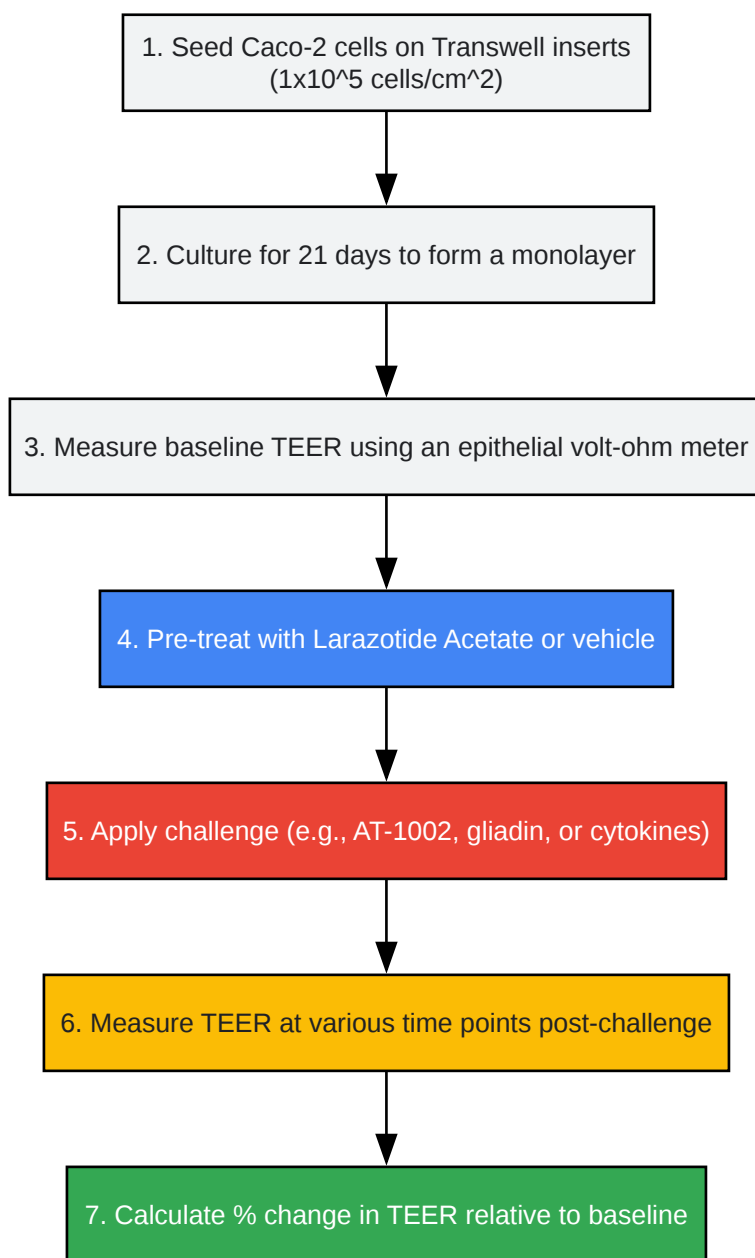 1. Seed Caco-2 cells on Transwell inserts
(1x10^5 cells/cm^2)
2. Culture for 21 days to form a monolayer
3. Measure baseline TEER using an epithelial volt-ohm meter
4. Pre-treat with Larazotide Acetate or vehicle
5. Apply challenge (e.g., AT-1002, gliadin, or cytokines)
6. Measure TEER at various time points post-challenge
7. Calculate % change in TEER relative to baseline